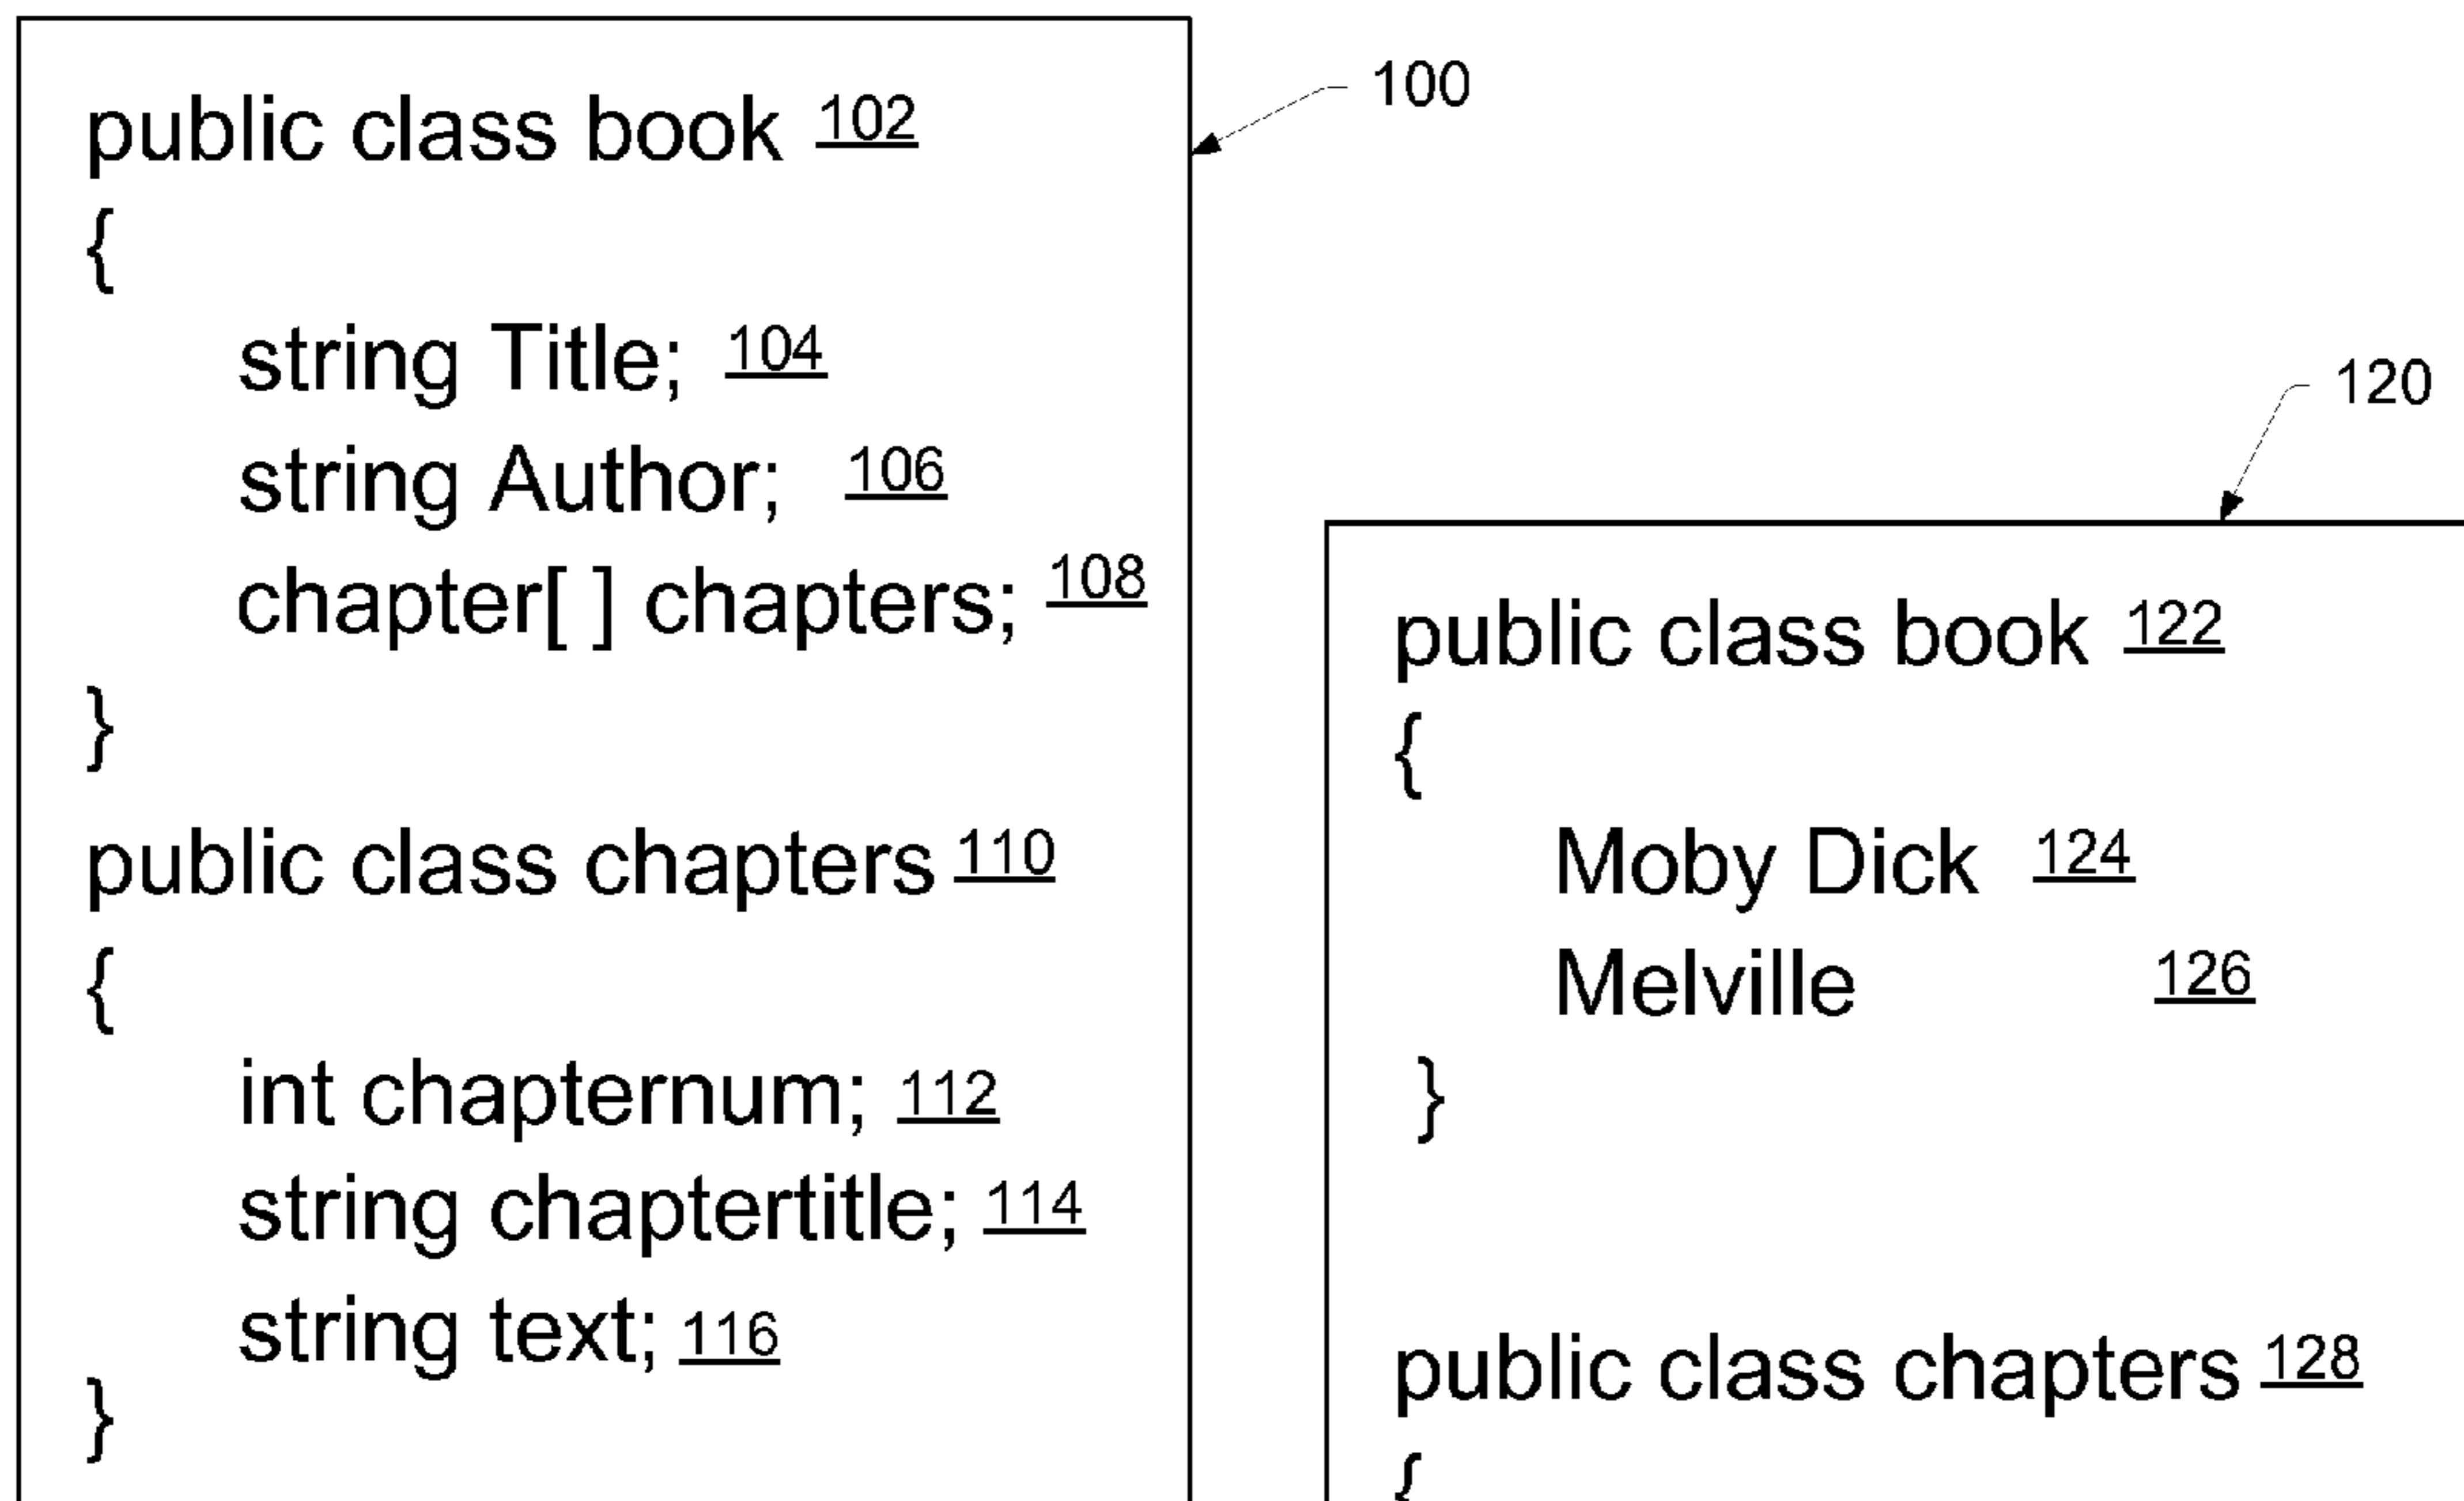 public class book 102
{
string Title; 104
string Author; 106
chapter[ ] chapters; 108
}
public class chapters 110
{
int chapternum; 112
string chaptertitle; 114
string text; 116
}
100
120
public class book 122
{
Moby Dick 124
Melville 126
}
public class chapters 128
{